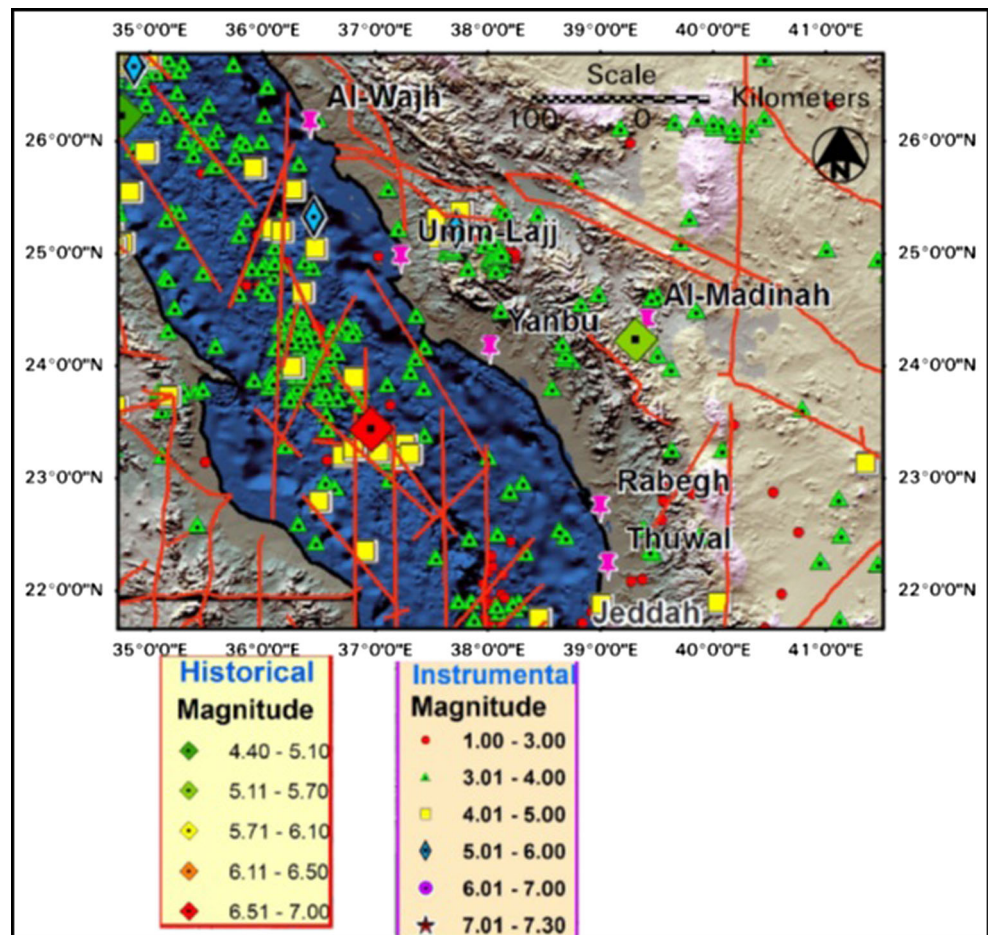 35°0'0"E 36°0'0"E 37°0'0"E 38°0'0"E 39°0'0"E 40°0'0"E 41°0'0"E
Scale
Al-Wajh
Kilometers
100 0
26°0'0"N 26°0'0"N
N
Umm-Lajj
25°0'0"N 25°0'0"N
Al-Madinah
Yanbu
24°0'0"N 24°0'0"N
23°0'0"N 23°0'0"N
Rabegh
Thuwal
22°0'0"N 22°0'0"N
Jeddah
35°0'0"E 36°0'0"E 37°0'0"E 38°0'0"E 39°0'0"E 40°0'0"E 41°0'0"E
Historical
Magnitude
4.40 - 5.10
5.11 - 5.70
5.71 - 6.10
6.11 - 6.50
6.51 - 7.00
Instrumental
Magnitude
1.00 - 3.00
3.01 - 4.00
4.01 - 5.00
5.01 - 6.00
6.01 - 7.00
7.01 - 7.30